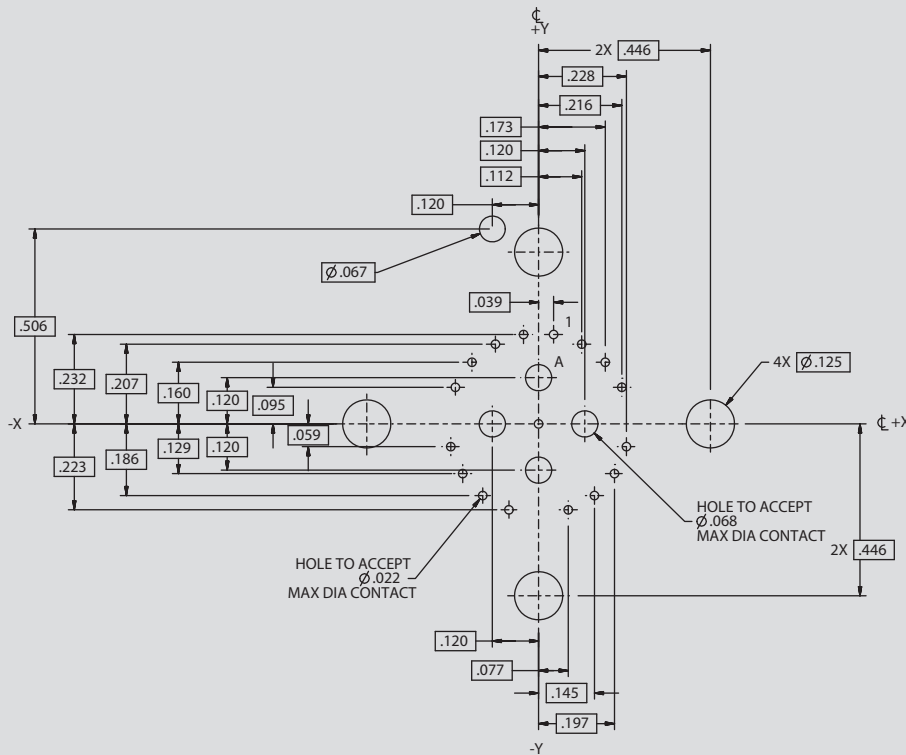 ℄
+Y
2X .446
.228
.216
.173
.120
.112
.120
Ø.067
.039
1
.506
A
4X Ø.125
.232
.207
.160
.120
.095
-X
℄ +X
.059
.223
.186
.129
.120
HOLE TO ACCEPT
Ø.068
MAX DIA CONTACT
2X .446
HOLE TO ACCEPT
Ø.022
MAX DIA CONTACT
.120
.077
.145
.197
-Y